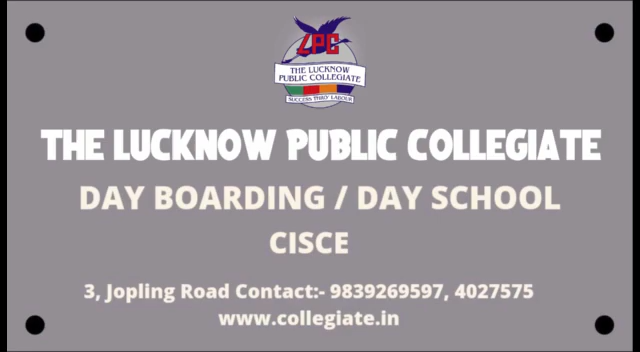 LPC
THE LUCKNOW
PUBLIC COLLEGIATE
SUCCESS THRU' LABOUR
THE LUCKNOW PUBLIC COLLEGIATE
DAY BOARDING / DAY SCHOOL
CISCE
3, Jopling Road Contact:- 9839269597, 4027575
www.collegiate.in